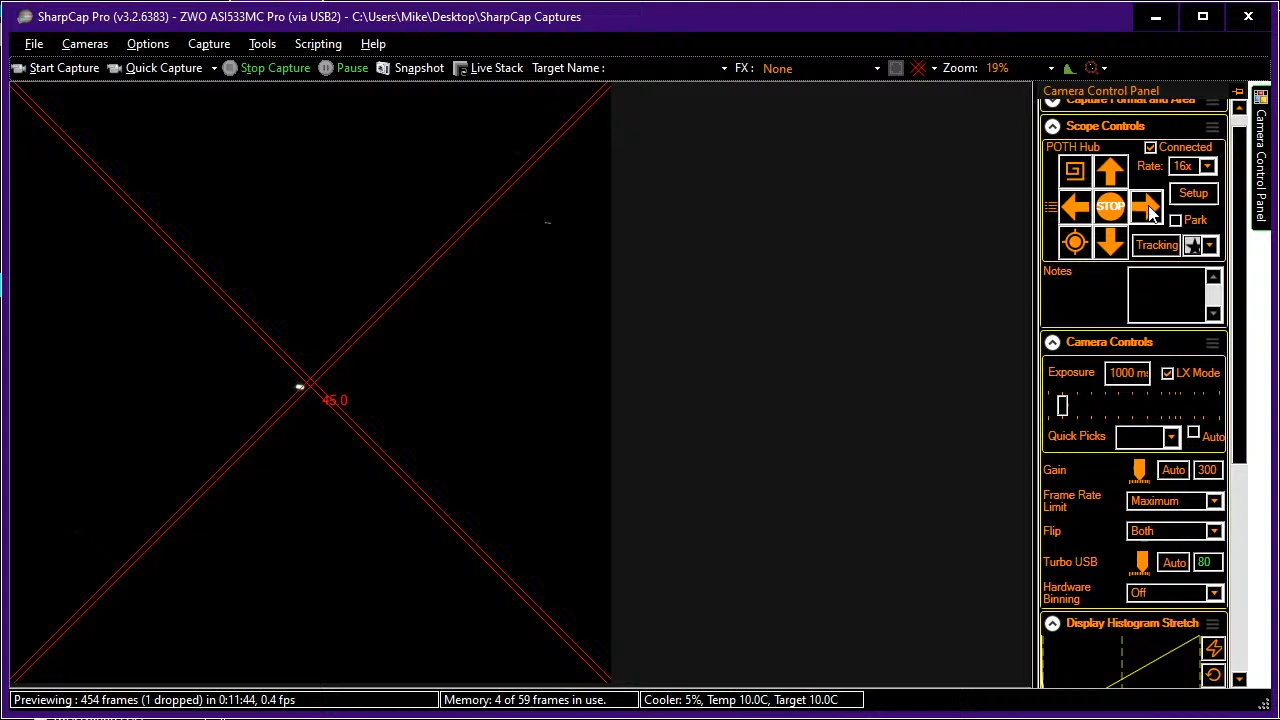 SharpCap Pro (v3.2.6383) - ZWO ASI533MC Pro (via USB2) - C:\Users\Mike\Desktop\SharpCap Captures
File Cameras Options Capture Tools Scripting Help
Start Capture Quick Capture Stop Capture Pause Snapshot Live Stack Target Name : FX : None Zoom: 19%
Camera Control Panel
Capture Format and Area
Camera Control Panel
Scope Controls
POTH Hub Connected
Rate: 16x
Setup
STOP
Park
Tracking
Notes
45.0
Camera Controls
Exposure 1000 ms LX Mode
Quick Picks Auto
Gain Auto 300
Frame Rate
Limit Maximum
Flip Both
Turbo USB Auto 80
Hardware
Binning Off
Display Histogram Stretch
Previewing : 454 frames (1 dropped) in 0:11:44, 0.4 fps Memory: 4 of 59 frames in use. Cooler: 5%, Temp 10.0C, Target 10.0C